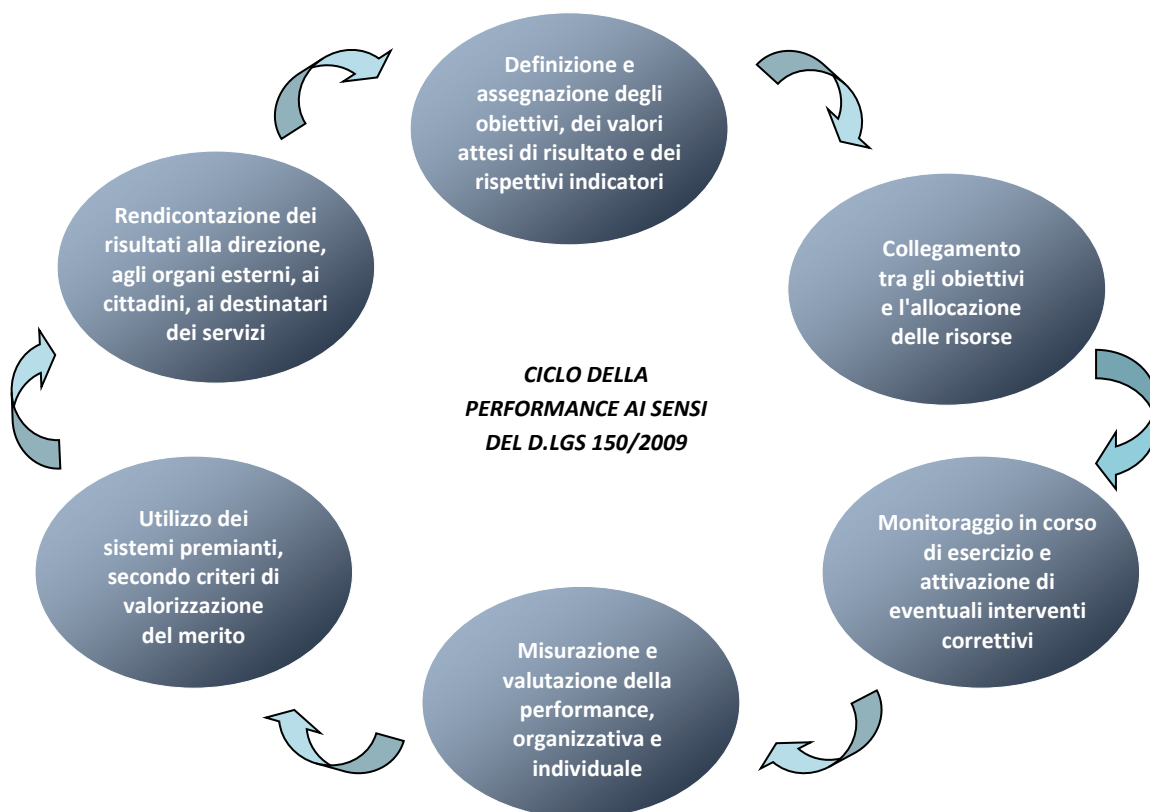 Definizione e
assegnazione degli
obiettivi, dei valori
attesi di risultato e dei
rispettivi indicatori
Collegamento
tra gli obiettivi
e l'allocazione
delle risorse
Monitoraggio in corso
di esercizio e
attivazione di
eventuali interventi
correttivi
Misurazione e
valutazione della
performance,
organizzativa e
individuale
Utilizzo dei
sistemi premianti,
secondo criteri di
valorizzazione
del merito
Rendicontazione dei
risultati alla direzione,
agli organi esterni, ai
cittadini, ai destinatari
dei servizi
CICLO DELLA
PERFORMANCE AI SENSI
DEL D.LGS 150/2009